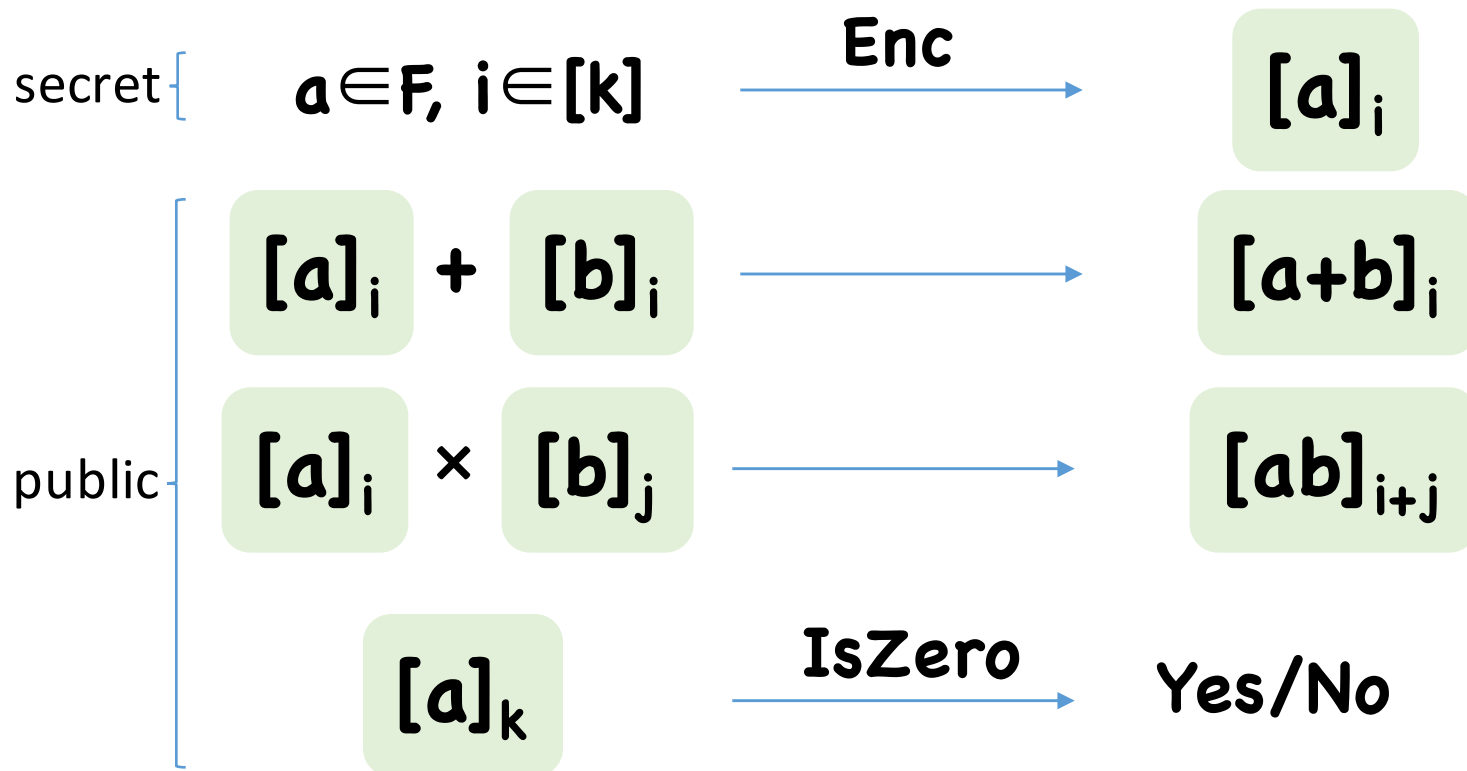 secret a∈F, i∈[k] Enc [a]ᵢ
[a]ᵢ + [b]ᵢ [a+b]ᵢ
public [a]ᵢ × [b]ⱼ [ab]ᵢ₊ⱼ
[a]ₖ IsZero Yes/No